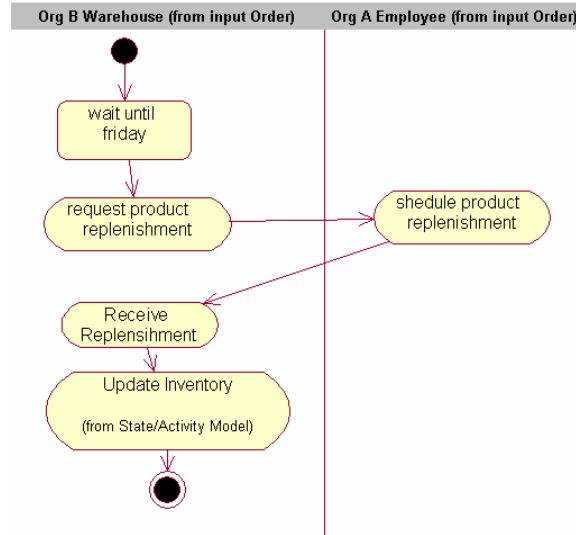 Org B Warehouse (from input Order)
Org A Employee (from input Order)
wait until
friday
request product
replenishment
shedule product
replenishment
Receive
Replensihment
Update Inventory
(from State/Activity Model)